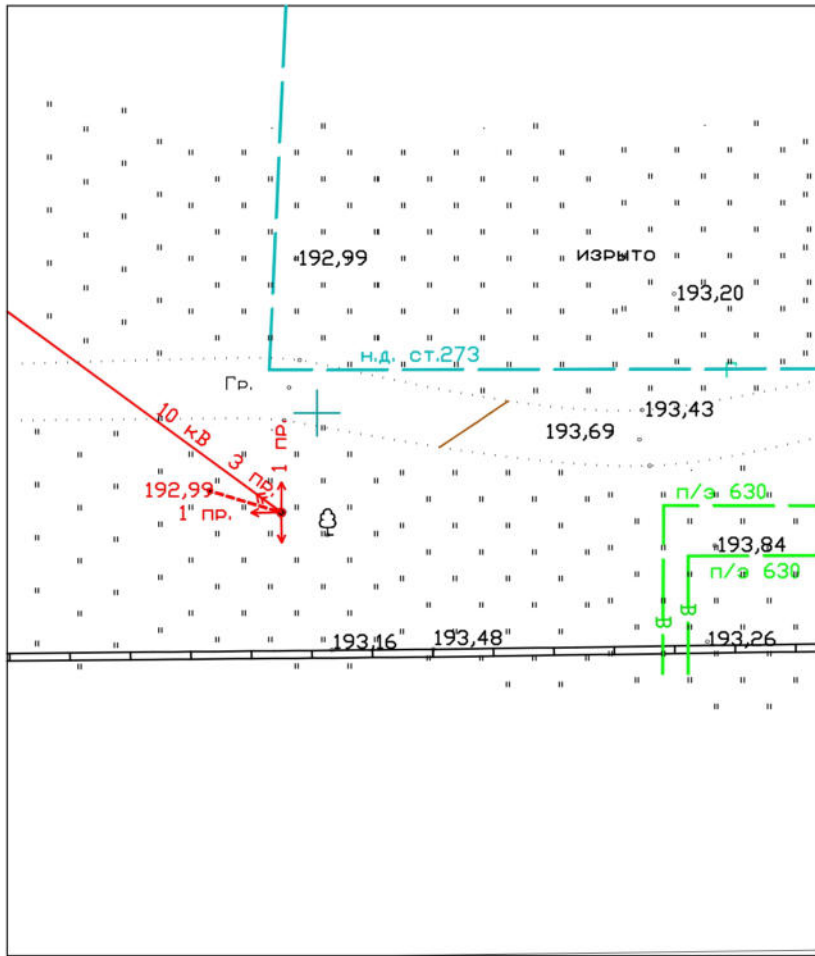 192,99
ИЗРЫТО
193,20
н.д. ст.273
Г
Гр.
193,43
10 кВ
1 пр.
193,69
3 пр.
192,99
п/э 630
1 пр.
193,84
п/э 630
В
В
193,16
193,48
193,26